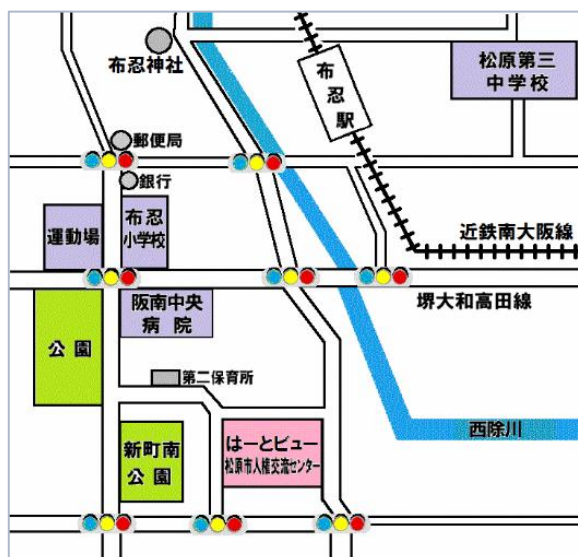 布忍神社
布忍駅
松原第三
中学校
郵便局
銀行
運動場
布忍
小学校
近鉄南大阪線
阪南中央
病院
堺大和高田線
公園
第二保育所
西除川
新町南
公園
はーとビュー
松原市人権交流センター